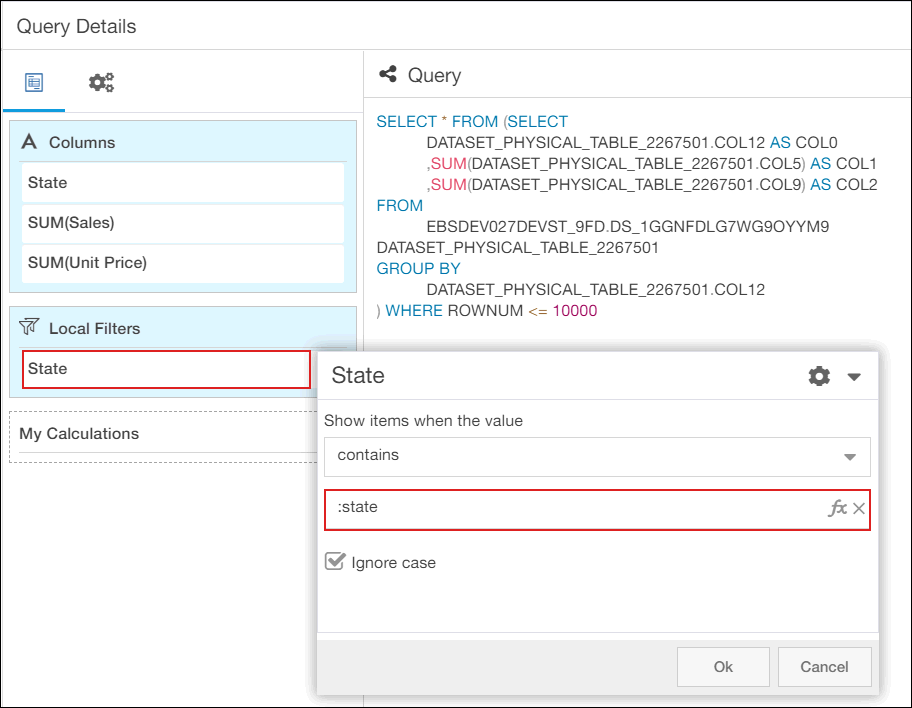 Query Details
Columns
State
SUM(Sales)
SUM(Unit Price)
Local Filters
State
My Calculations
Query
SELECT * FROM (SELECT
DATASET_PHYSICAL_TABLE_2267501.COL12 AS COL0
,SUM(DATASET_PHYSICAL_TABLE_2267501.COL5) AS COL1
,SUM(DATASET_PHYSICAL_TABLE_2267501.COL9) AS COL2
FROM
EBSDEV027DEVST_9FD.DS_1GGNFDLG7WG9OYYM9
DATASET_PHYSICAL_TABLE_2267501
GROUP BY
DATASET_PHYSICAL_TABLE_2267501.COL12
) WHERE ROWNUM <= 10000
State
Show items when the value
contains
:state fx
Ignore case
Ok Cancel